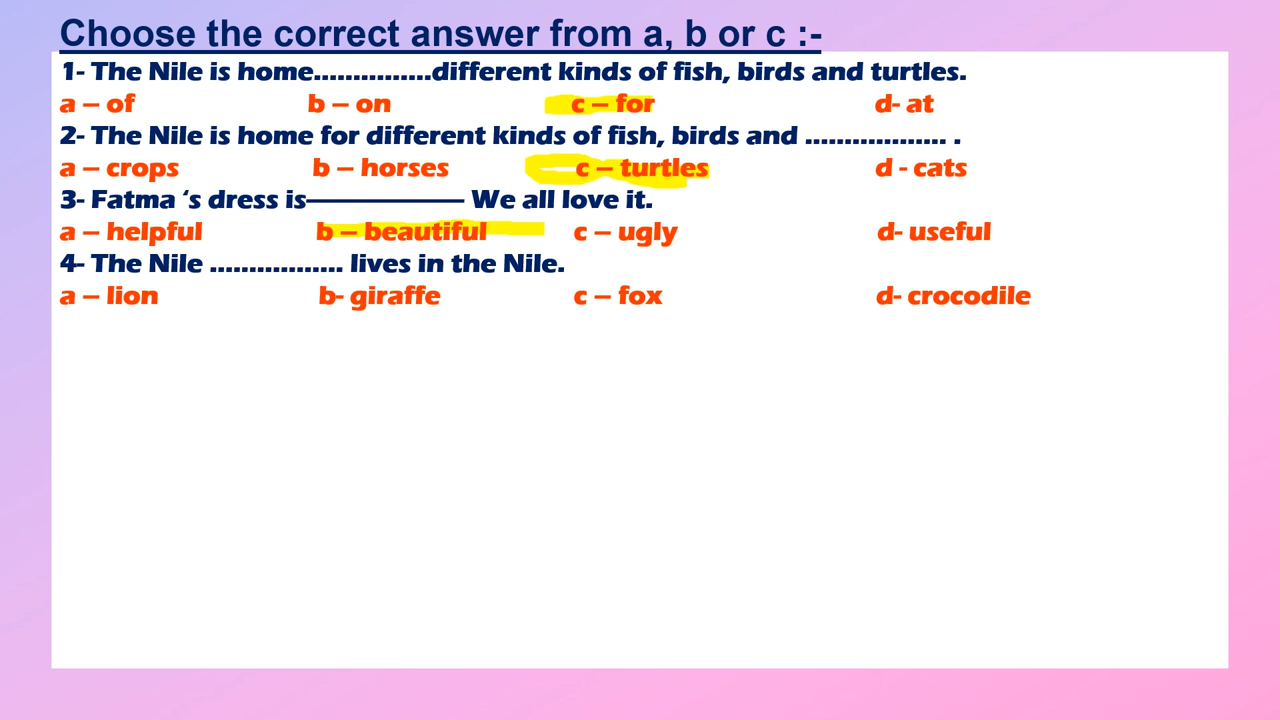 Choose the correct answer from a, b or c :-
1- The Nile is home...............different kinds of fish, birds and turtles.
a – of b – on c – for d- at
2- The Nile is home for different kinds of fish, birds and .................. .
a – crops b – horses c – turtles d - cats
3- Fatma ‘s dress is—————— We all love it.
a – helpful b – beautiful c – ugly d- useful
4- The Nile ................. lives in the Nile.
a – lion b- giraffe c – fox d- crocodile